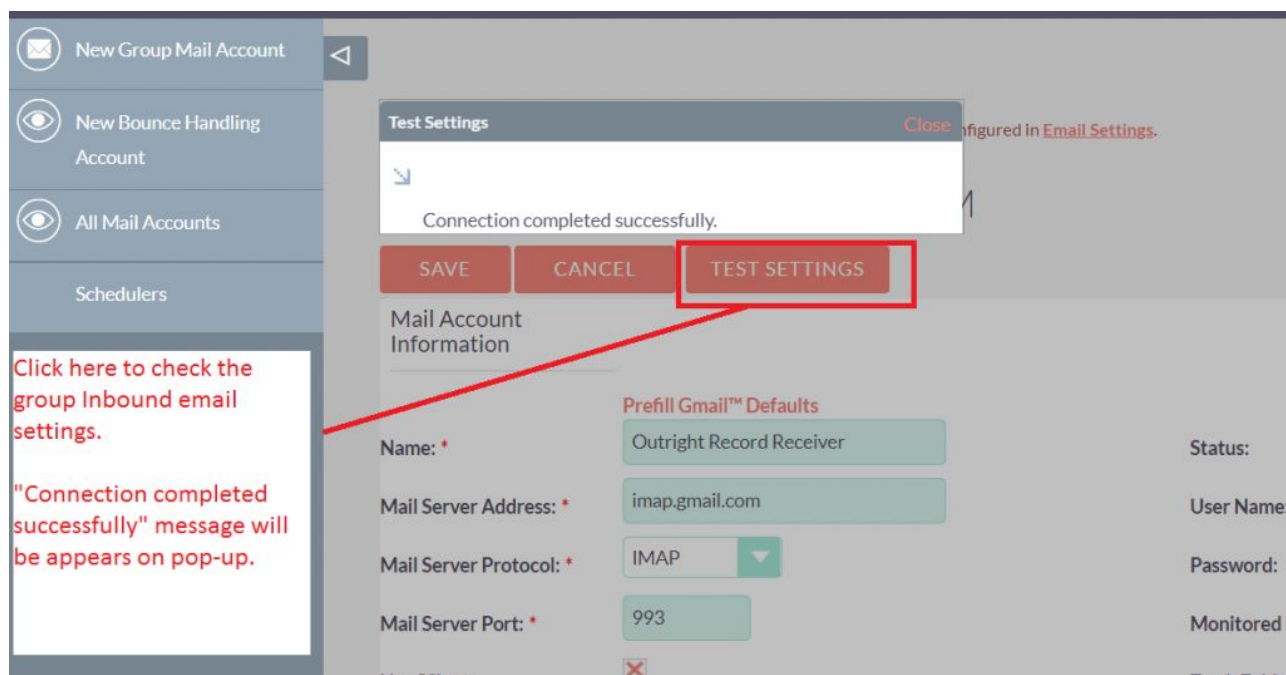 New Group Mail Account
New Bounce Handling
Account
All Mail Accounts
Schedulers
Click here to check the
group Inbound email
settings.
"Connection completed
successfully" message will
be appears on pop-up.
Test Settings
Close
nfigured in Email Settings.
Connection completed successfully.
SAVE
CANCEL
TEST SETTINGS
Mail Account
Information
Prefill Gmail™ Defaults
Name: *
Outright Record Receiver
Status:
Mail Server Address: *
imap.gmail.com
User Name:
Mail Server Protocol: *
IMAP
Password:
Mail Server Port: *
993
Monitored